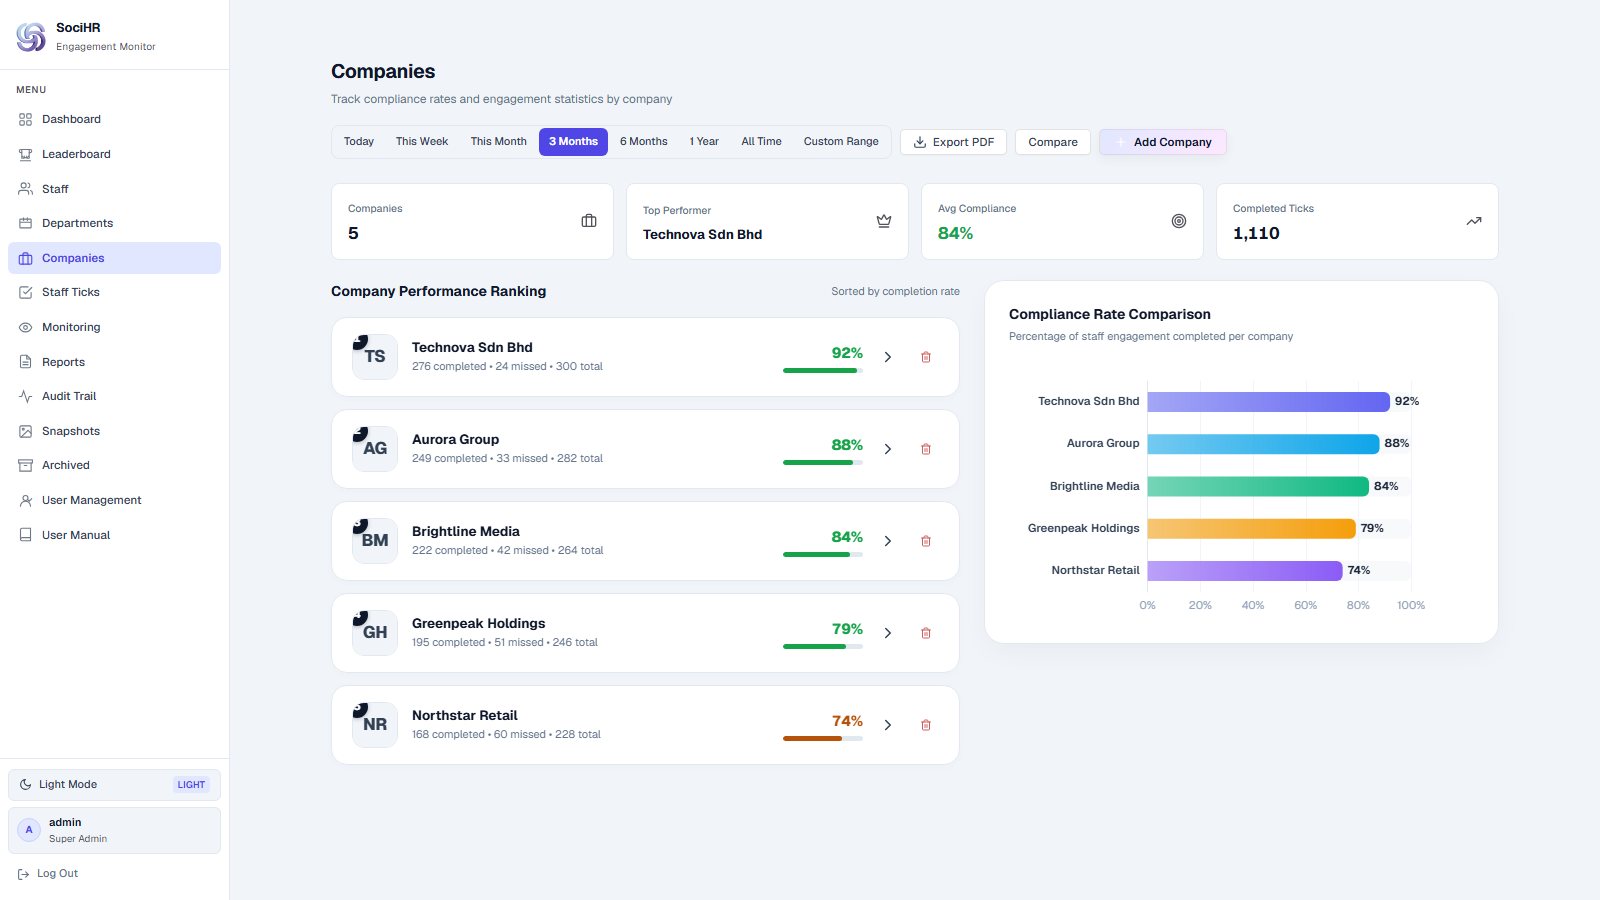 SociHR
Engagement Monitor
MENU
Dashboard
Leaderboard
Staff
Departments
Companies
Staff Ticks
Monitoring
Reports
Audit Trail
Snapshots
Archived
User Management
User Manual
Light Mode
LIGHT
A
admin
Super Admin
Log Out
Companies
Track compliance rates and engagement statistics by company
Today
This Week
This Month
3 Months
6 Months
1 Year
All Time
Custom Range
Export PDF
Compare
Add Company
Companies
5
Top Performer
Technova Sdn Bhd
Avg Compliance
84%
Completed Ticks
1,110
Company Performance Ranking
Sorted by completion rate
TS
Technova Sdn Bhd
276 completed • 24 missed • 300 total
92%
AG
Aurora Group
249 completed • 33 missed • 282 total
88%
BM
Brightline Media
222 completed • 42 missed • 264 total
84%
GH
Greenpeak Holdings
195 completed • 51 missed • 246 total
79%
NR
Northstar Retail
168 completed • 60 missed • 228 total
74%
Compliance Rate Comparison
Percentage of staff engagement completed per company
Technova Sdn Bhd
92%
Aurora Group
88%
Brightline Media
84%
Greenpeak Holdings
79%
Northstar Retail
74%
0%
20%
40%
60%
80%
100%